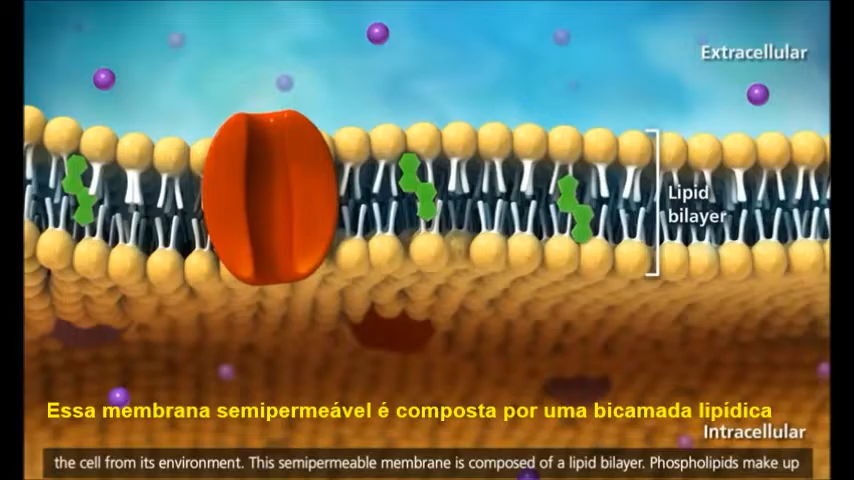 Extracellular
Lipid
bilayer
Essa membrana semipermeável é composta por uma bicamada lipídica
Intracellular
the cell from its environment. This semipermeable membrane is composed of a lipid bilayer. Phospholipids make up